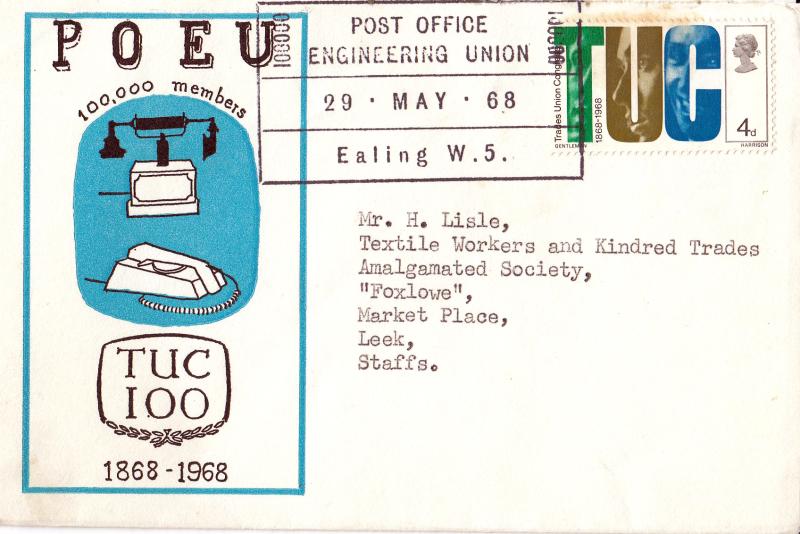 P O E U
100,000 members
TUC
100
1868-1968
100000
POST OFFICE
ENGINEERING UNION
100000
29 · MAY · 68
Ealing W.5.
TUC
Trades Union Congress
1868-1968
4d
GENTLEMAN
HARRISON
Mr. H. Lisle,
Textile Workers and Kindred Trades
Amalgamated Society,
"Foxlowe",
Market Place,
Leek,
Staffs.